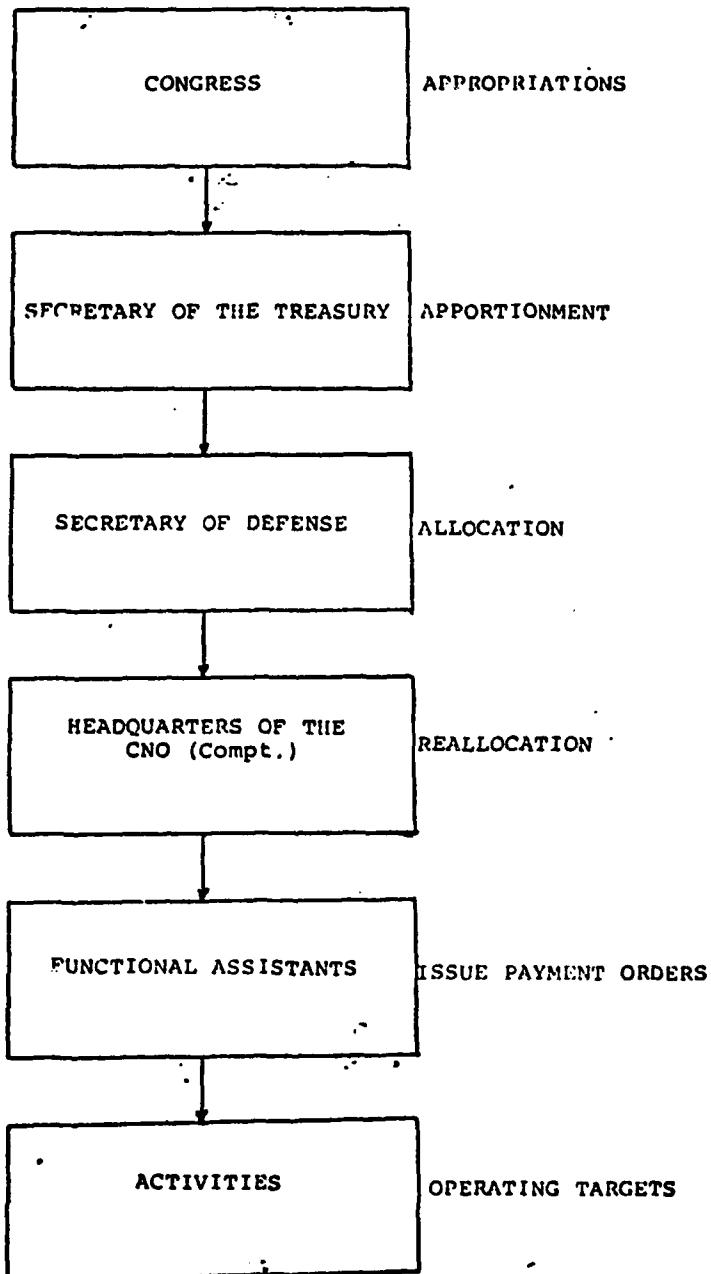 CONGRESS
APPROPRIATIONS
SECRETARY OF THE TREASURY
APPORTIONMENT
SECRETARY OF DEFENSE
ALLOCATION
HEADQUARTERS OF THE
CNO (Compt.)
REALLOCATION
FUNCTIONAL ASSISTANTS
ISSUE PAYMENT ORDERS
ACTIVITIES
OPERATING TARGETS